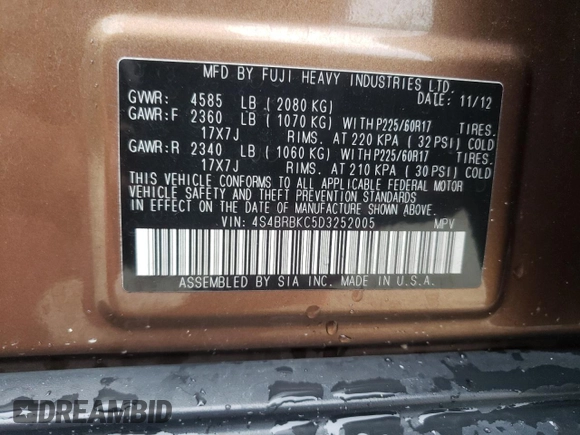 MFD BY FUJI HEAVY INDUSTRIES LTD.
GVWR: 4585 LB ( 2080 KG) DATE: 11/12
GAWR:F 2360 LB ( 1070 KG) WITH P225/60R17 TIRES.
17X7J RIMS. AT 220 KPA ( 32 PSI) COLD
GAWR:R 2340 LB ( 1060 KG) WITH P225/60R17 TIRES.
17X7J RIMS. AT 210 KPA ( 30 PSI) COLD
THIS VEHICLE CONFORMS TO ALL APPLICABLE FEDERAL MOTOR
VEHICLE SAFETY AND THEFT PREVENTION STANDARDS
IN EFFECT ON THE DATE OF MANUFACTURE SHOWN ABOVE.
VIN: 4S4BRBKC5D3252005 MPV
ASSEMBLED BY SIA INC. MADE IN U.S.A.
DREAMBID